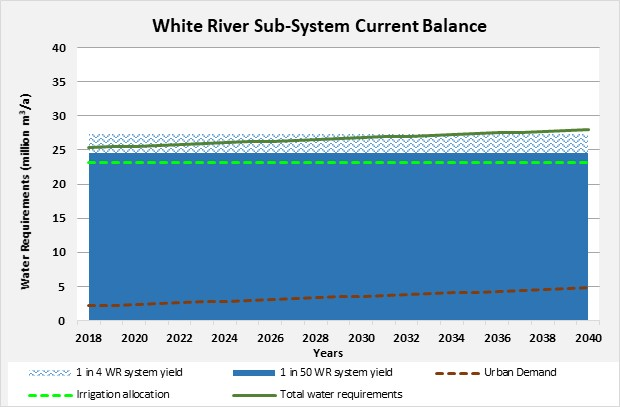 White River Sub-System Current Balance
Water Requirements (million m³/a)
40
35
30
25
20
15
10
5
0
2018 2020 2022 2024 2026 2028 2030 2032 2034 2036 2038 2040
Years
1 in 4 WR system yield 1 in 50 WR system yield Urban Demand
Irrigation allocation Total water requirements